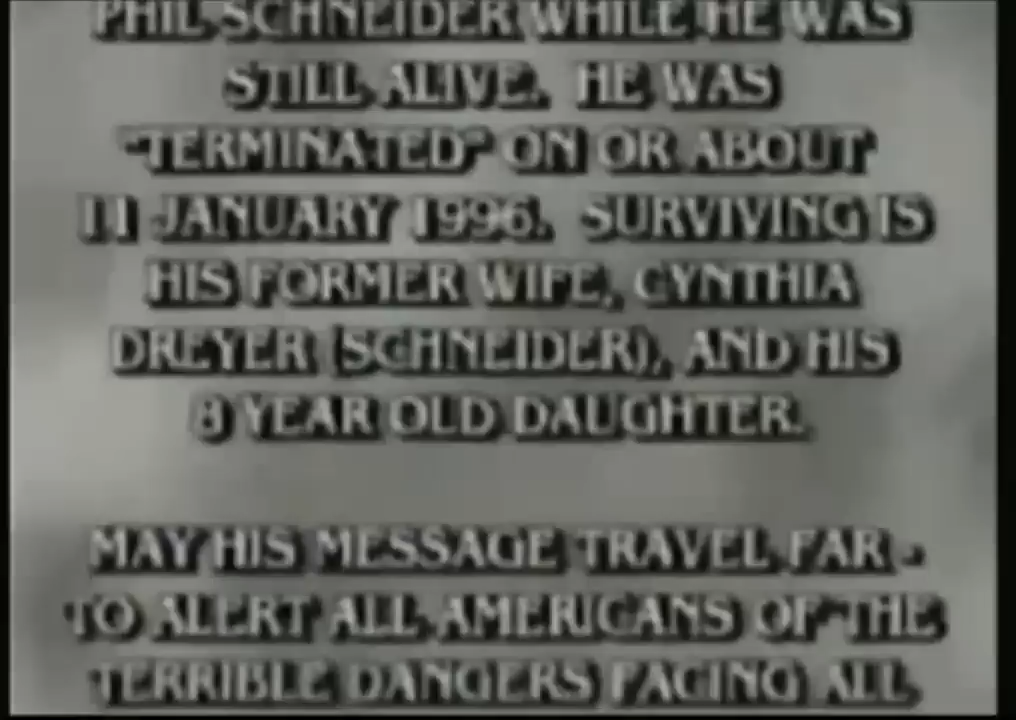 PHIL SCHNEIDER WHILE HE WAS
STILL ALIVE. HE WAS
"TERMINATED" ON OR ABOUT
11 JANUARY 1996. SURVIVING IS
HIS FORMER WIFE, CYNTHIA
DREYER (SCHNEIDER), AND HIS
8 YEAR OLD DAUGHTER.
MAY HIS MESSAGE TRAVEL FAR -
TO ALERT ALL AMERICANS OF THE
TERRIBLE DANGERS FACING ALL